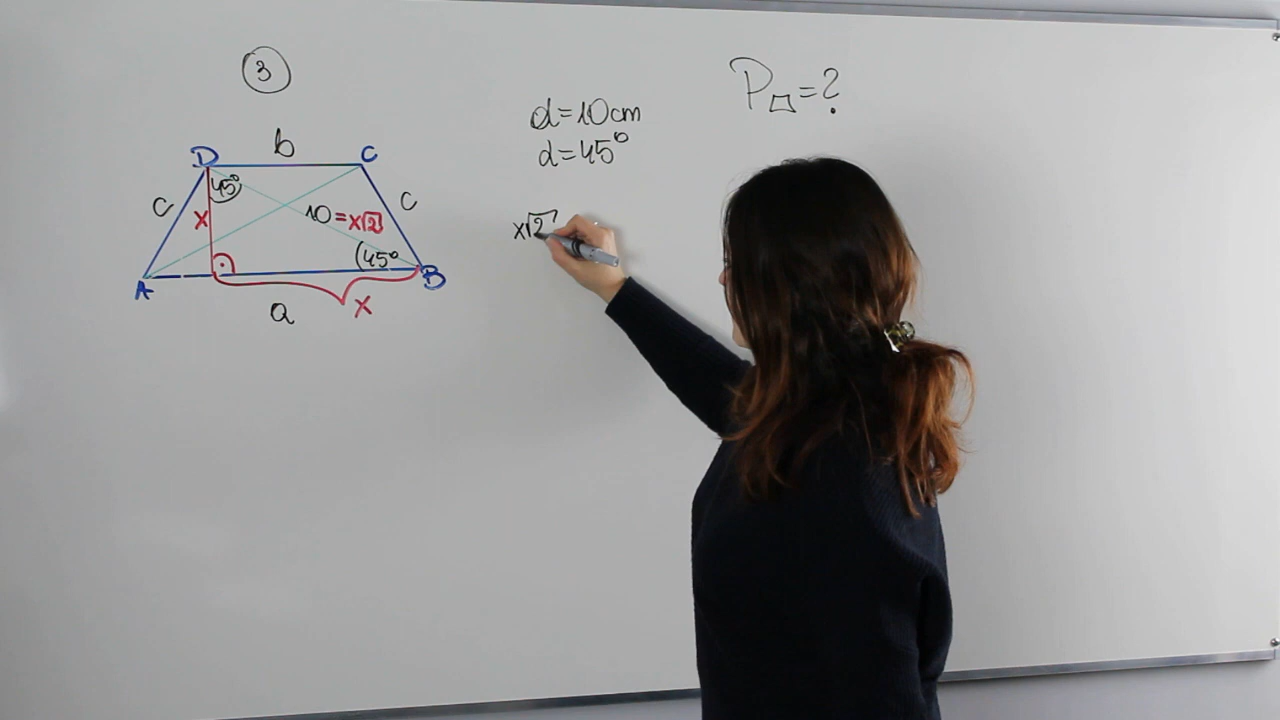 3
P▱=?
d=10cm
α=45°
D b C
45°
c x 10=x√2 c
45°
A B
a x
x√2